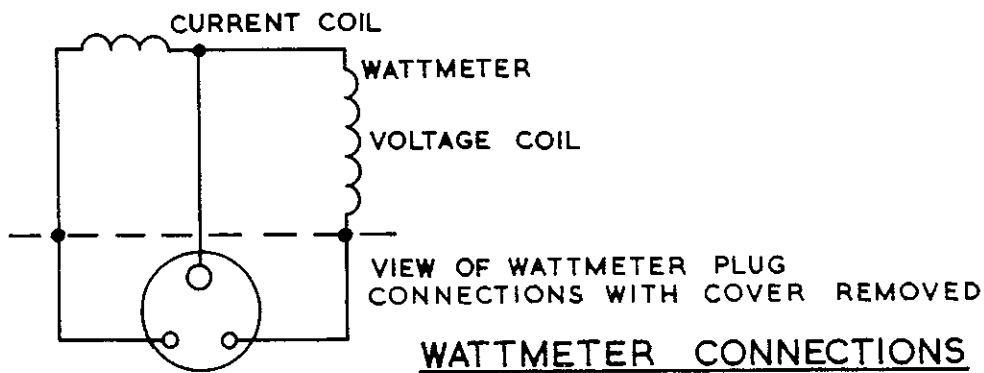 CURRENT COIL
WATTMETER
VOLTAGE COIL
VIEW OF WATTMETER PLUG
CONNECTIONS WITH COVER REMOVED
WATTMETER CONNECTIONS